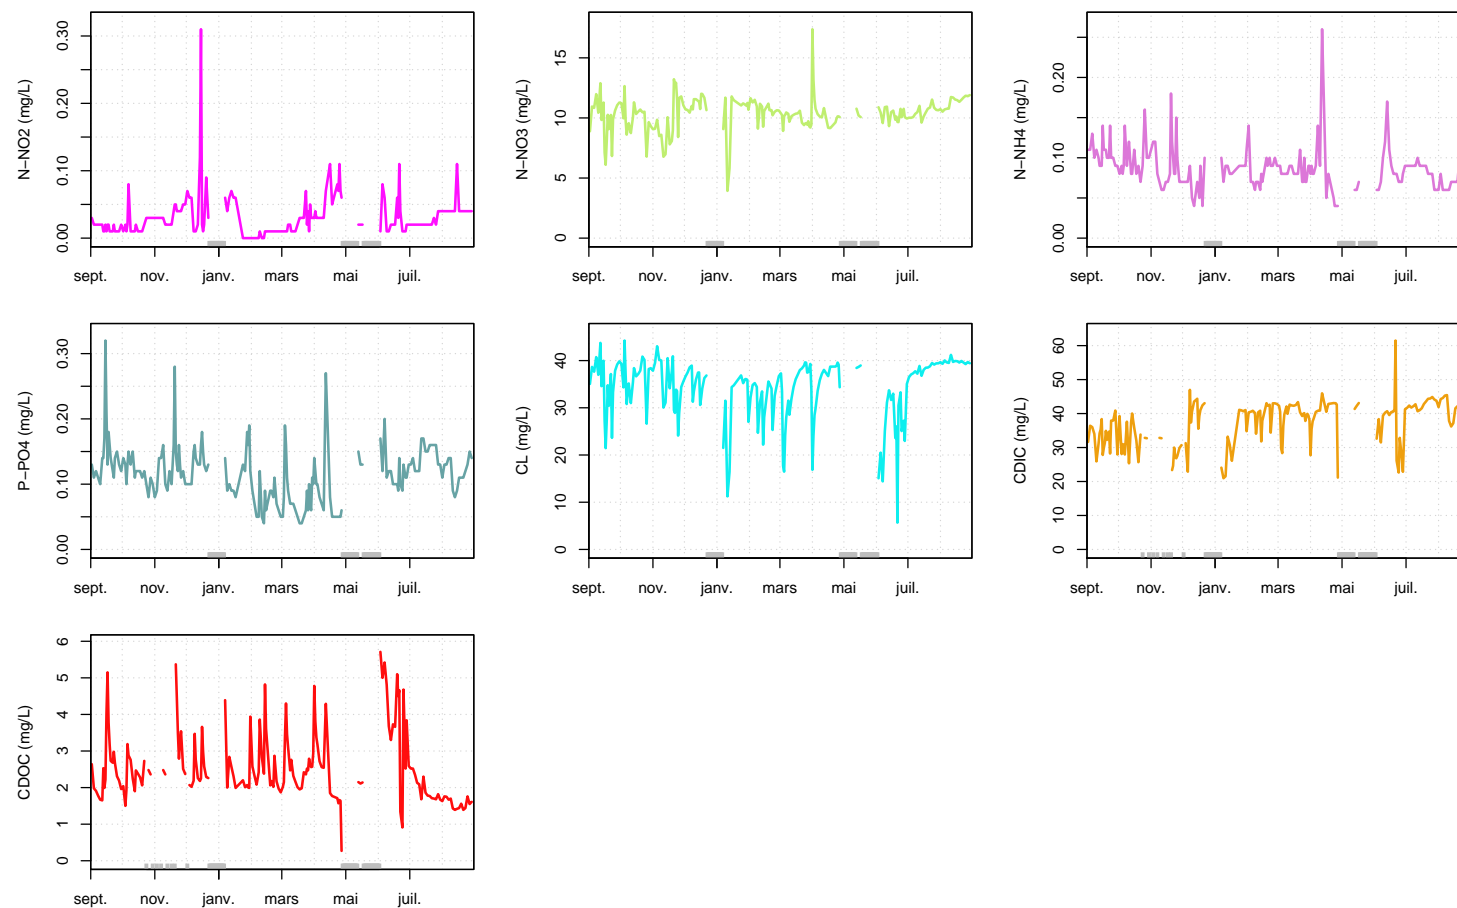 N−NO2 (mg/L)
0.00
0.10
0.20
0.30
sept.
nov.
janv.
mars
mai
juil.
N−NO3 (mg/L)
0
5
10
15
sept.
nov.
janv.
mars
mai
juil.
N−NH4 (mg/L)
0.00
0.10
0.20
sept.
nov.
janv.
mars
mai
juil.
P−PO4 (mg/L)
0.00
0.10
0.20
0.30
sept.
nov.
janv.
mars
mai
juil.
CL (mg/L)
0
10
20
30
40
sept.
nov.
janv.
mars
mai
juil.
CDIC (mg/L)
0
10
20
30
40
50
60
sept.
nov.
janv.
mars
mai
juil.
CDOC (mg/L)
0
1
2
3
4
5
6
sept.
nov.
janv.
mars
mai
juil.